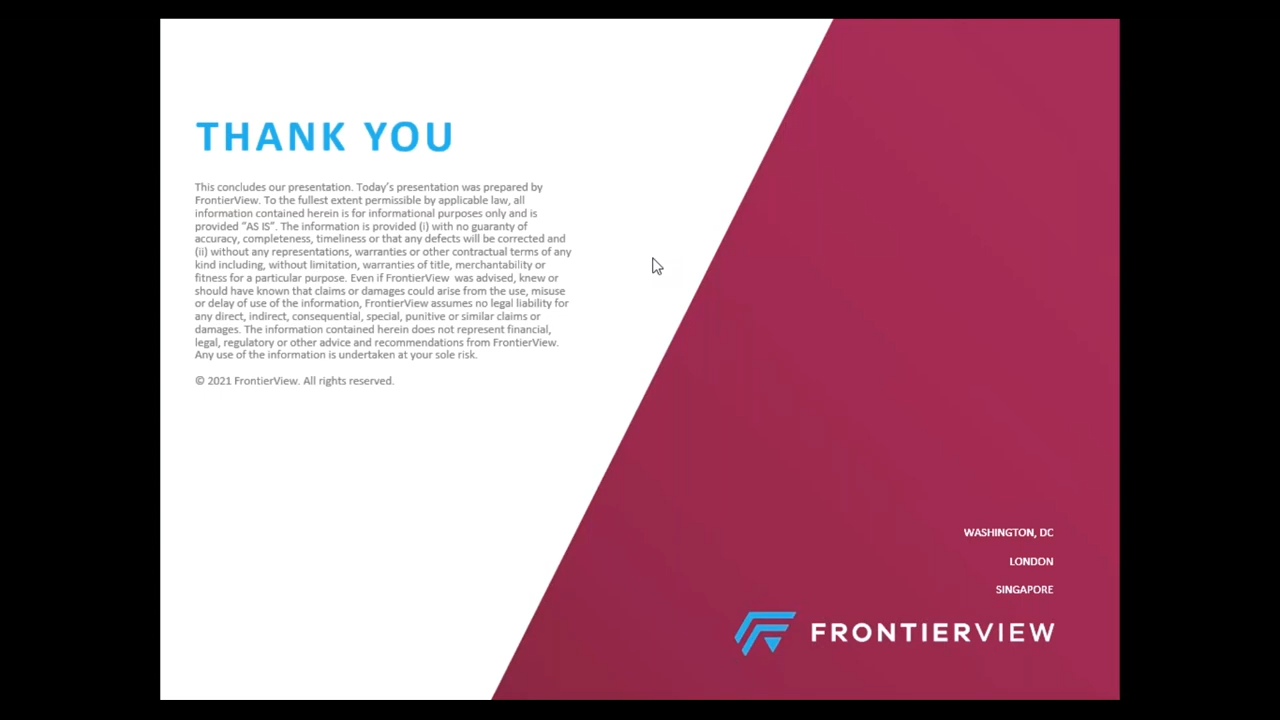 THANK YOU
This concludes our presentation. Today’s presentation was prepared by
FrontierView. To the fullest extent permissible by applicable law, all
information contained herein is for informational purposes only and is
provided “AS IS”. The information is provided (i) with no guaranty of
accuracy, completeness, timeliness or that any defects will be corrected and
(ii) without any representations, warranties or other contractual terms of any
kind including, without limitation, warranties of title, merchantability or
fitness for a particular purpose. Even if FrontierView was advised, knew or
should have known that claims or damages could arise from the use, misuse
or delay of use of the information, FrontierView assumes no legal liability for
any direct, indirect, consequential, special, punitive or similar claims or
damages. The information contained herein does not represent financial,
legal, regulatory or other advice and recommendations from FrontierView.
Any use of the information is undertaken at your sole risk.
© 2021 FrontierView. All rights reserved.
WASHINGTON, DC
LONDON
SINGAPORE
FRONTIERVIEW